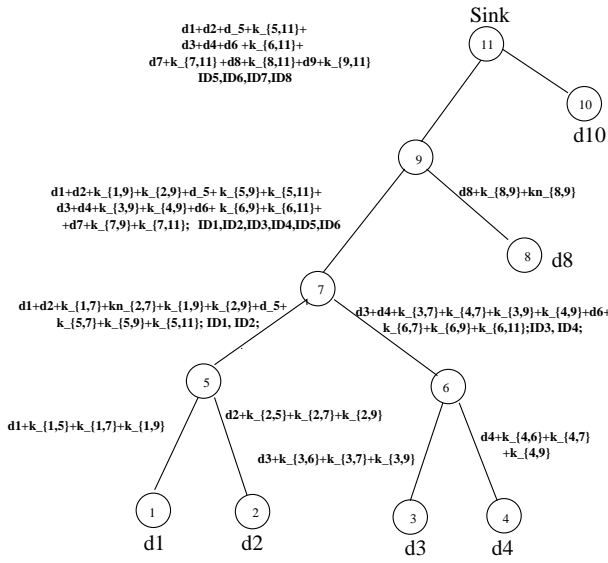 Sink
d1+d2+d_5+k_{5,11}+
d3+d4+d6 +k_{6,11}+
d7+k_{7,11} +d8+k_{8,11}+d9+k_{9,11}
ID5,ID6,ID7,ID8
11
10
d10
9
d1+d2+k_{1,9}+k_{2,9}+d_5+ k_{5,9}+k_{5,11}+
d3+d4+k_{3,9}+k_{4,9}+d6+ k_{6,9}+k_{6,11}+
+d7+k_{7,9}+k_{7,11};  ID1,ID2,ID3,ID4,ID5,ID6
d8+k_{8,9}+kn_{8,9}
8
d8
7
d1+d2+k_{1,7}+kn_{2,7}+k_{1,9}+k_{2,9}+d_5+
k_{5,7}+k_{5,9}+k_{5,11}; ID1, ID2;
d3+d4+k_{3,7}+k_{4,7}+k_{3,9}+k_{4,9}+d6+
k_{6,7}+k_{6,9}+k_{6,11};ID3, ID4;
5
6
d1+k_{1,5}+k_{1,7}+k_{1,9}
d2+k_{2,5}+k_{2,7}+k_{2,9}
d3+k_{3,6}+k_{3,7}+k_{3,9}
d4+k_{4,6}+k_{4,7}
+k_{4,9}
1
2
3
4
d1
d2
d3
d4